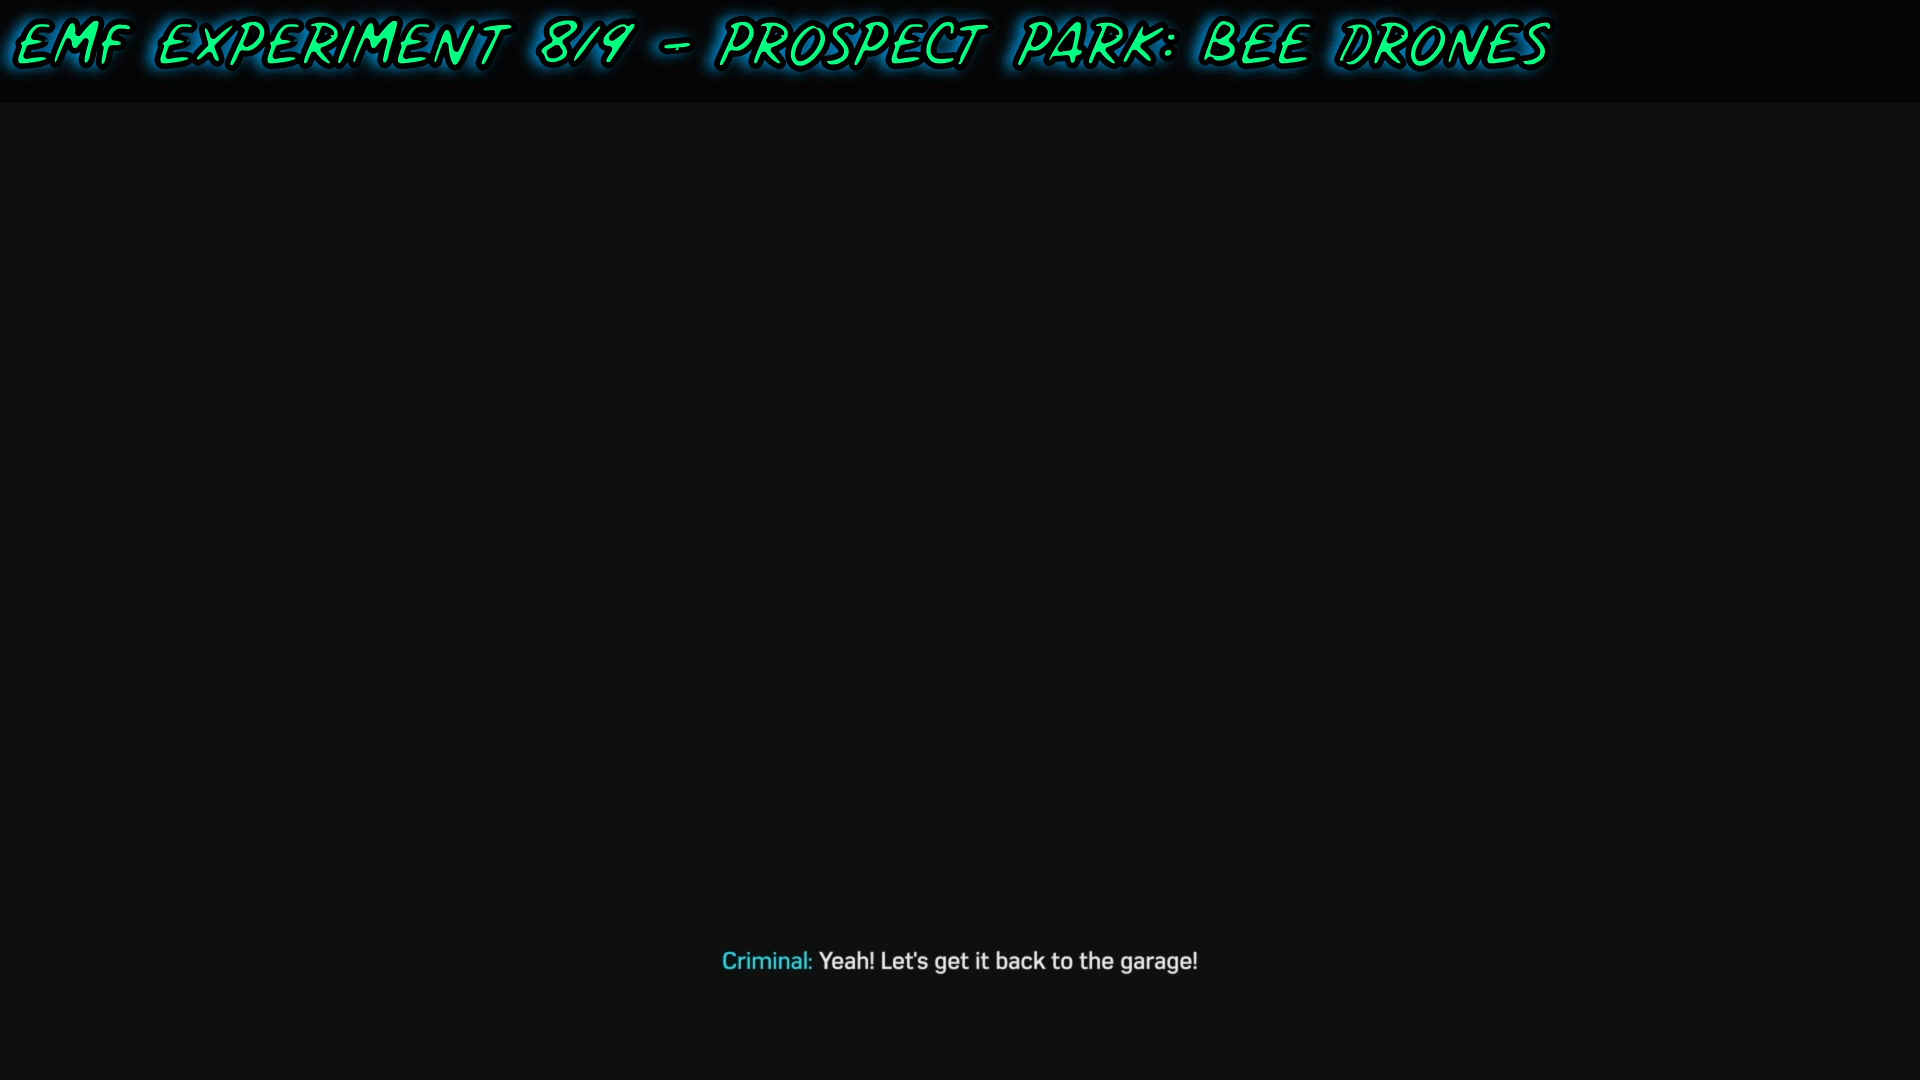 EMF EXPERIMENT 8/9 - PROSPECT PARK: BEE DRONES
Criminal: Yeah! Let's get it back to the garage!